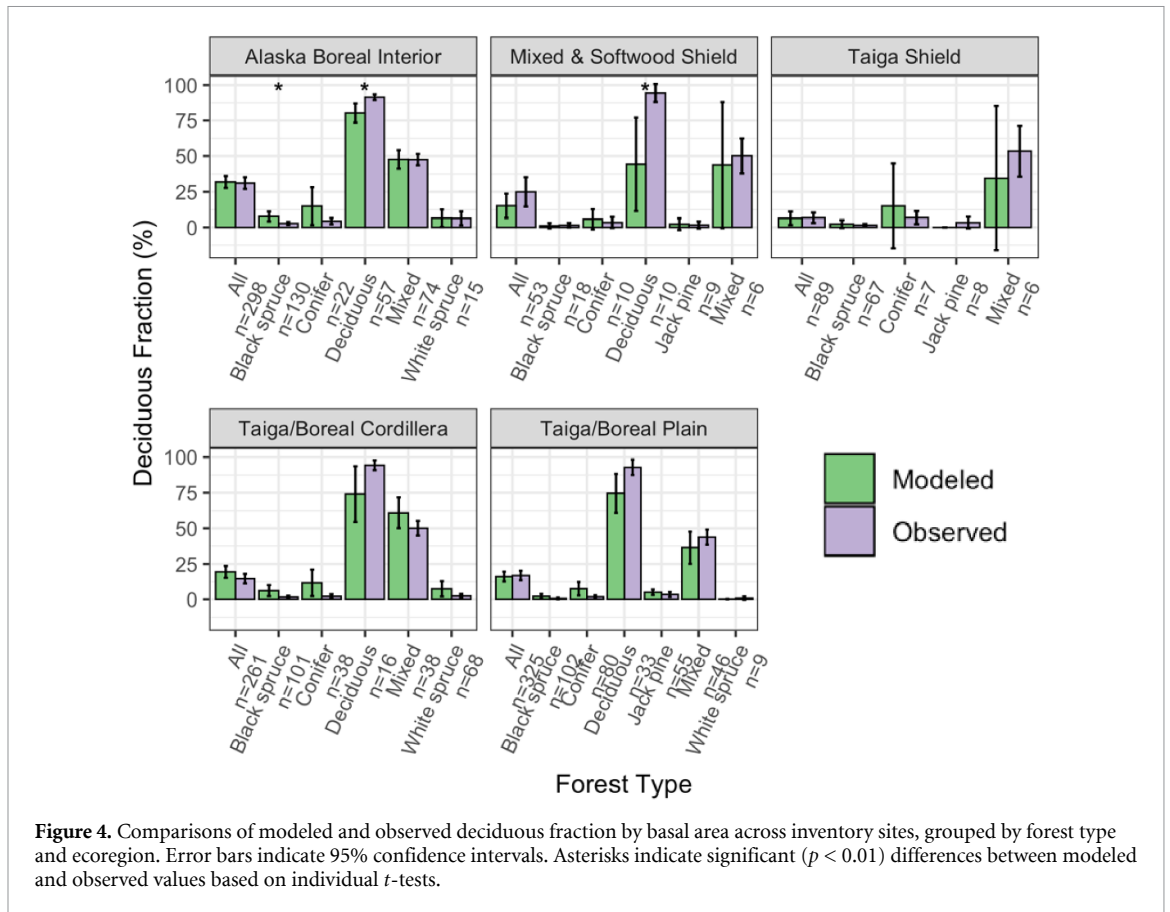 Alaska Boreal Interior
Mixed & Softwood Shield
Taiga Shield
Deciduous Fraction (%)
100
75
50
25
0
*
*
*
All
n=298
Black spruce
n=130
Conifer
n=22
Deciduous
n=57
Mixed
n=74
White spruce
n=15
All
n=53
Black spruce
n=18
Conifer
n=10
Deciduous
n=10
Jack pine
n=9
Mixed
n=6
All
n=89
Black spruce
n=67
Conifer
n=7
Jack pine
n=8
Mixed
n=6
Taiga/Boreal Cordillera
Taiga/Boreal Plain
100
75
50
25
0
All
n=261
Black spruce
n=101
Conifer
n=38
Deciduous
n=16
Mixed
n=38
White spruce
n=68
All
n=325
Black spruce
n=102
Conifer
n=80
Deciduous
n=33
Jack pine
n=55
Mixed
n=46
White spruce
n=9
Modeled
Observed
Forest Type
Figure 4. Comparisons of modeled and observed deciduous fraction by basal area across inventory sites, grouped by forest type
and ecoregion. Error bars indicate 95% confidence intervals. Asterisks indicate significant (p < 0.01) differences between modeled
and observed values based on individual t-tests.